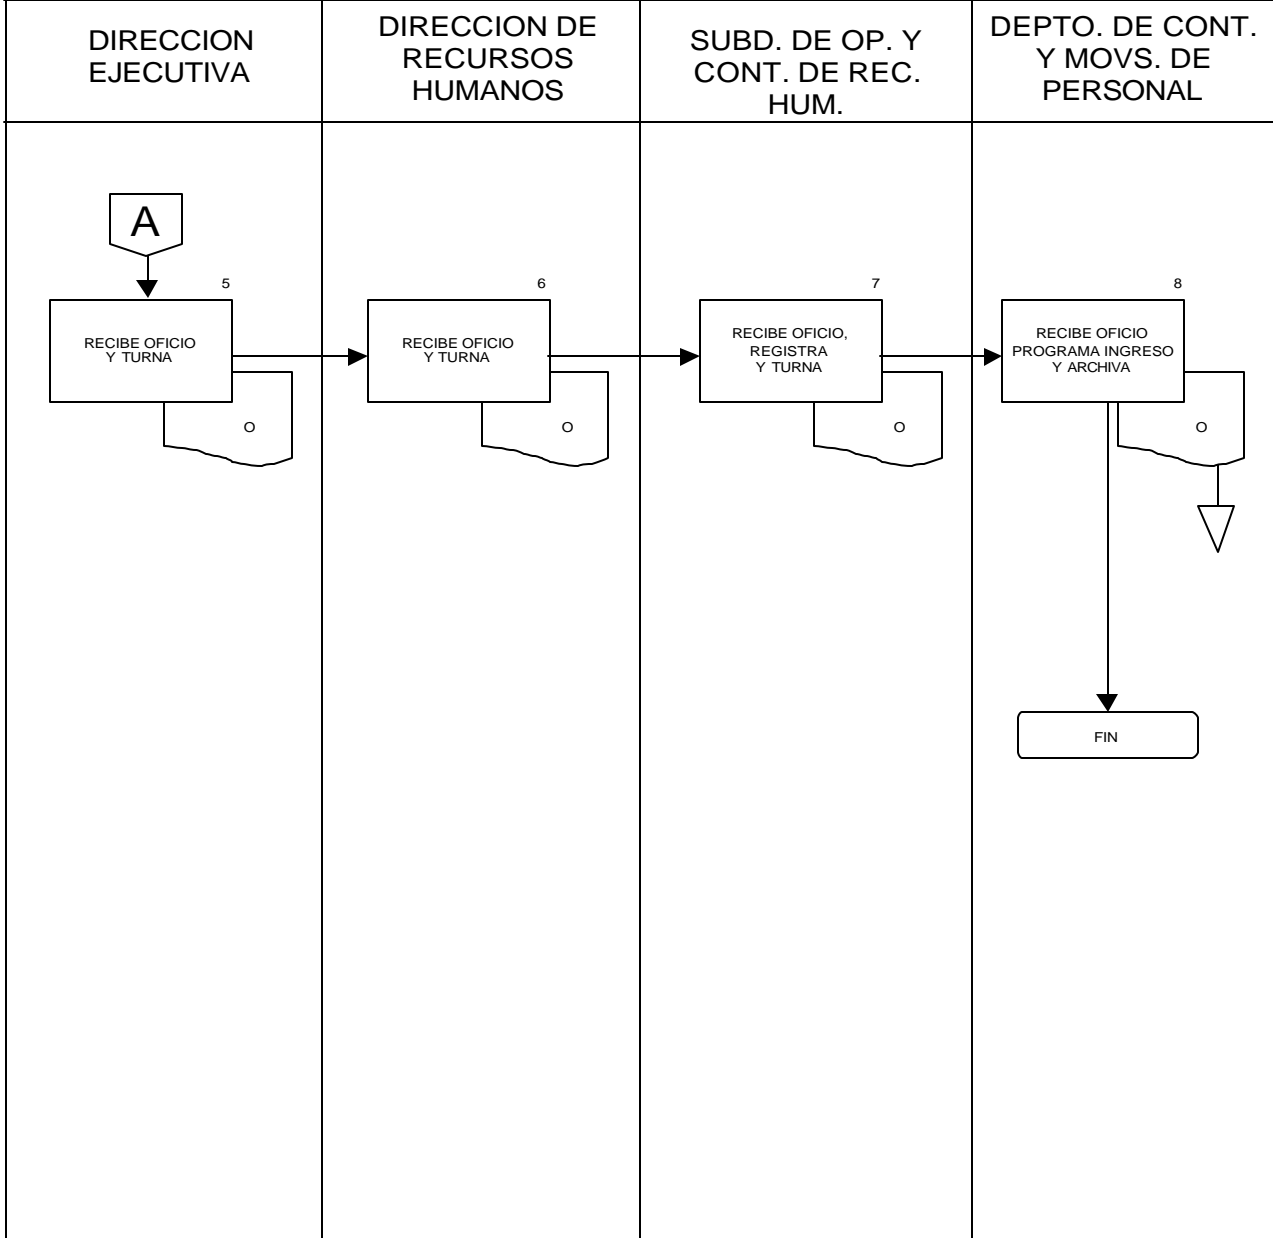 DIRECCION
EJECUTIVA
DIRECCION DE
RECURSOS
HUMANOS
SUBD. DE OP. Y
CONT. DE REC.
HUM.
DEPTO. DE CONT.
Y MOVS. DE
PERSONAL
A
5
RECIBE OFICIO
Y TURNA
O
6
RECIBE OFICIO
Y TURNA
O
7
RECIBE OFICIO,
REGISTRA
Y TURNA
O
8
RECIBE OFICIO
PROGRAMA INGRESO
Y ARCHIVA
O
FIN